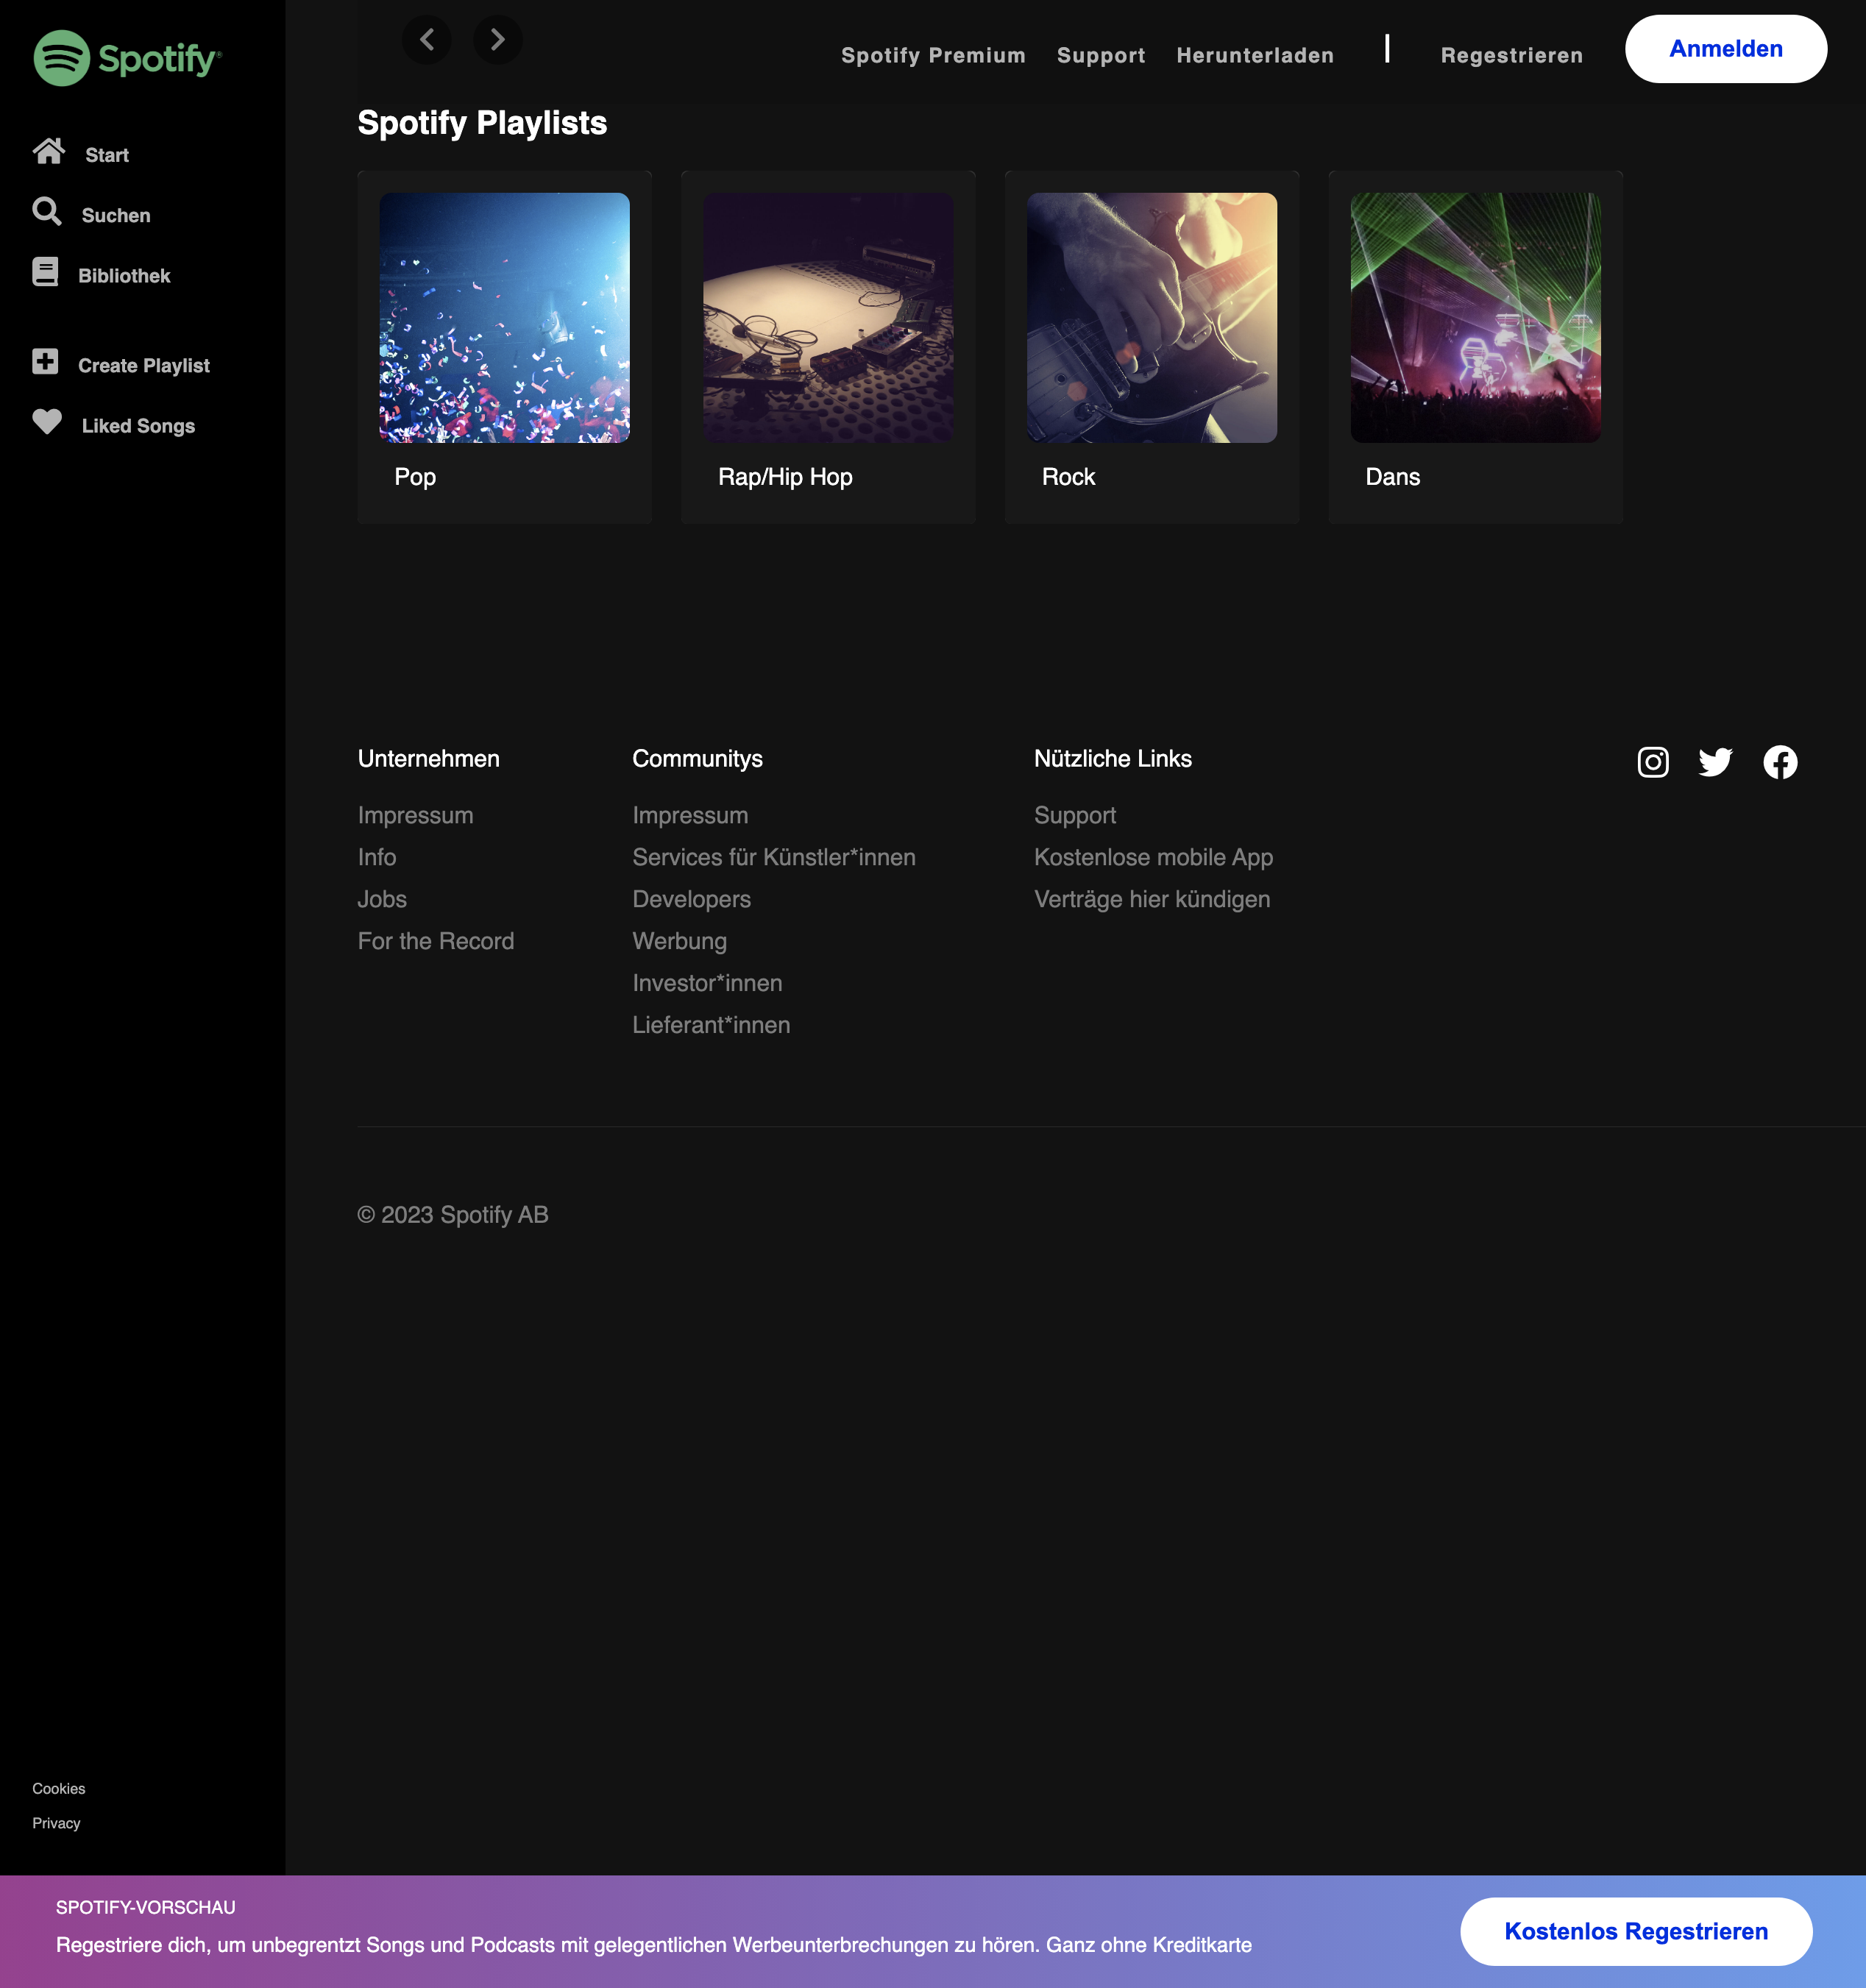 Spotify®
Start
Suchen
Bibliothek
Create Playlist
Liked Songs
Cookies
Privacy
Spotify Premium
Support
Herunterladen
|
Regestrieren
Anmelden
Spotify Playlists
Pop
Rap/Hip Hop
Rock
Dans
Unternehmen
Impressum
Info
Jobs
For the Record
Communitys
Impressum
Services für Künstler*innen
Developers
Werbung
Investor*innen
Lieferant*innen
Nützliche Links
Support
Kostenlose mobile App
Verträge hier kündigen
© 2023 Spotify AB
SPOTIFY-VORSCHAU
Regestriere dich, um unbegrentzt Songs und Podcasts mit gelegentlichen Werbeunterbrechungen zu hören. Ganz ohne Kreditkarte
Kostenlos Regestrieren